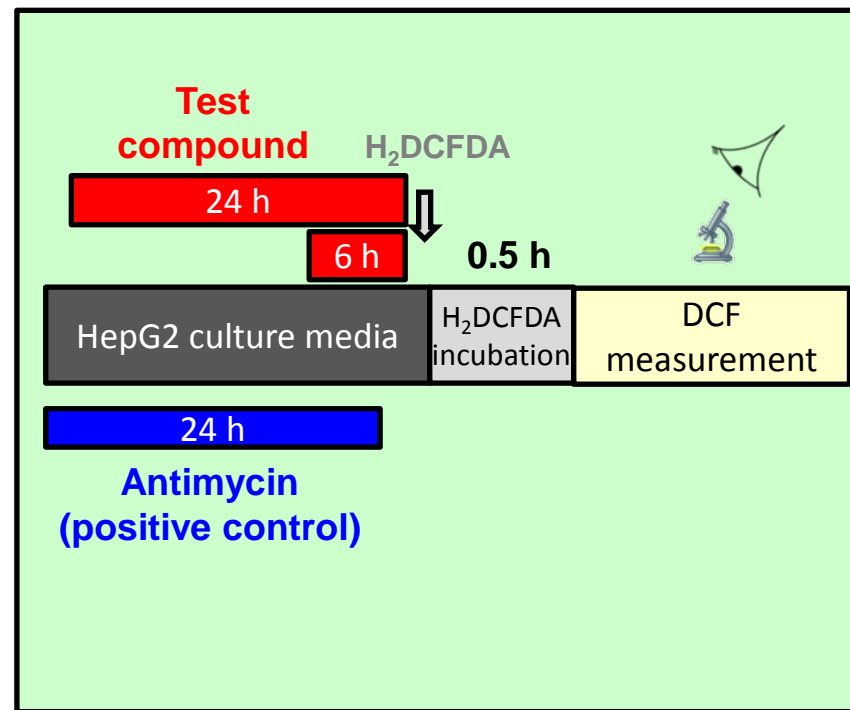 Test
compound
H₂DCFDA
24 h
6 h
0.5 h
HepG2 culture media
H₂DCFDA
incubation
DCF
measurement
24 h
Antimycin
(positive control)